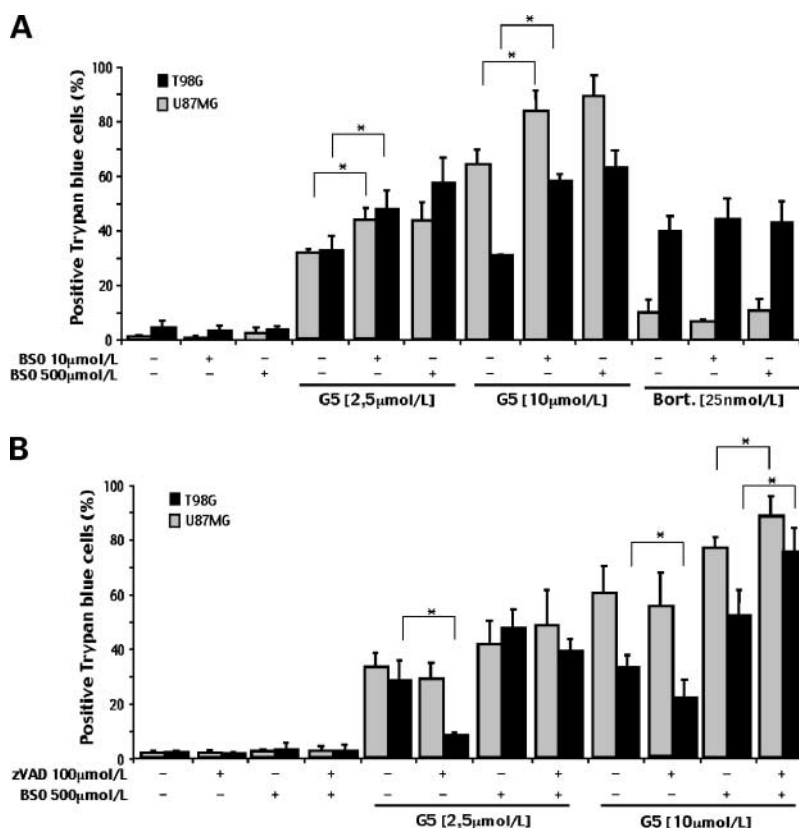 A
Positive Trypan blue cells (%)
100
80
60
40
20
0
T98G
U87MG
* * * *
BSO 10μmol/L – + – – + – – + – – + –
BSO 500μmol/L – – + – – + – – + – – +
G5 [2,5μmol/L] G5 [10μmol/L] Bort. [25nmol/L]
B
Positive Trypan blue cells (%)
100
80
60
40
20
0
T98G
U87MG
* * * *
zVAD 100μmol/L – + – + – + – + – + – +
BSO 500μmol/L – – + + – – + + – – + +
G5 [2,5μmol/L] G5 [10μmol/L]